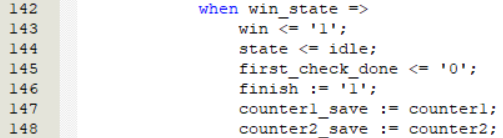 142 when win_state =>
143 win <= '1';
144 state <= idle;
145 first_check_done <= '0';
146 finish := '1';
147 counter1_save := counter1;
148 counter2_save := counter2;